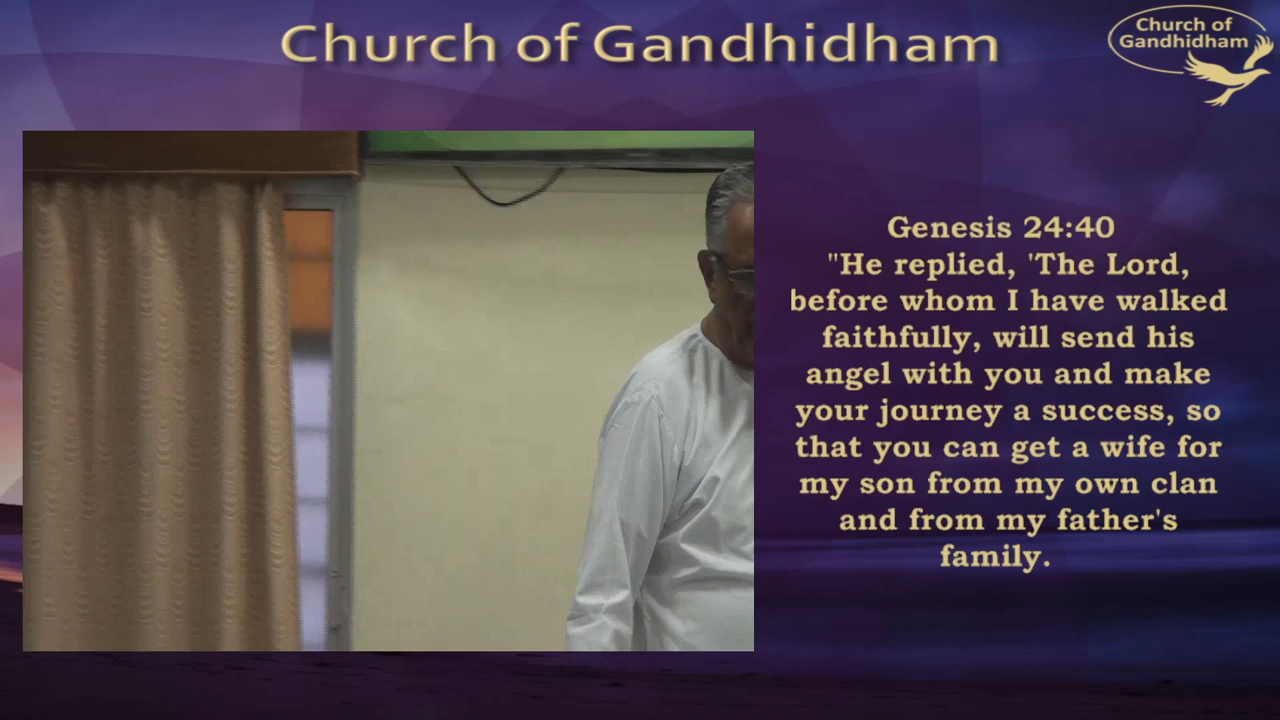 Church of Gandhidham
Church of
Gandhidham
Genesis 24:40
"He replied, 'The Lord,
before whom I have walked
faithfully, will send his
angel with you and make
your journey a success, so
that you can get a wife for
my son from my own clan
and from my father's
family.